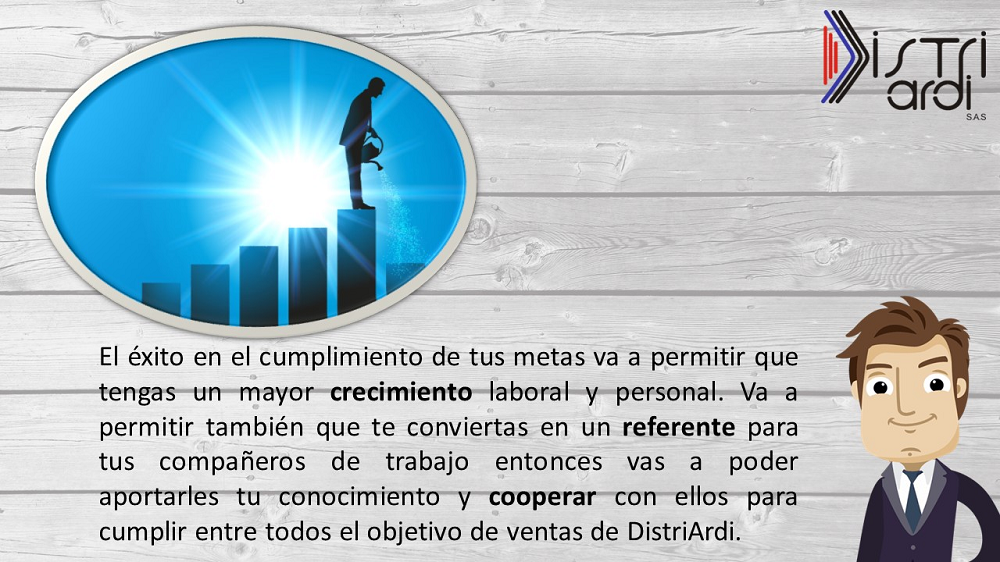 Distri
ardi
S.A.S
El éxito en el cumplimiento de tus metas va a permitir que
tengas un mayor crecimiento laboral y personal. Va a
permitir también que te conviertas en un referente para
tus compañeros de trabajo entonces vas a poder
aportarles tu conocimiento y cooperar con ellos para
cumplir entre todos el objetivo de ventas de DistriArdi.